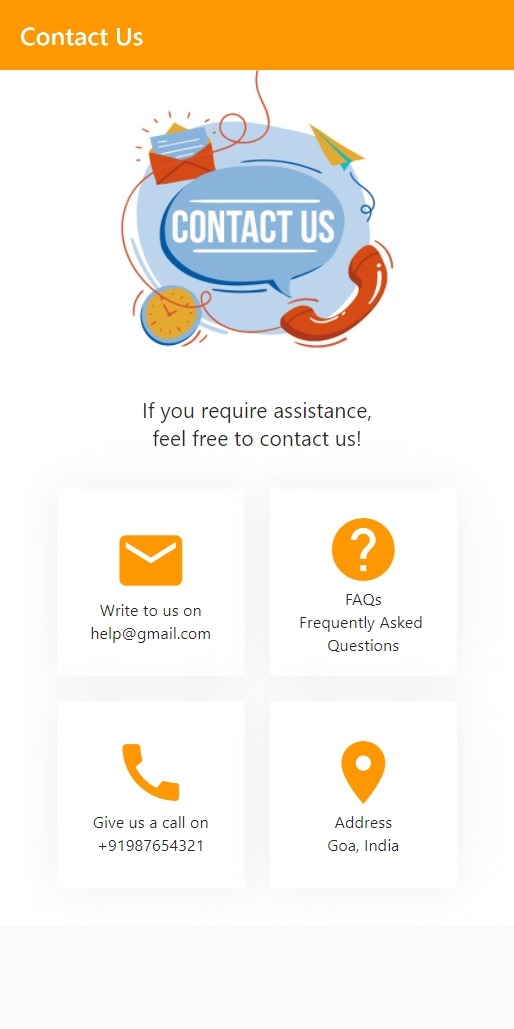 Contact Us
CONTACT US
If you require assistance,
feel free to contact us!
Write to us on
help@gmail.com
FAQs
Frequently Asked
Questions
Give us a call on
+91987654321
Address
Goa, India